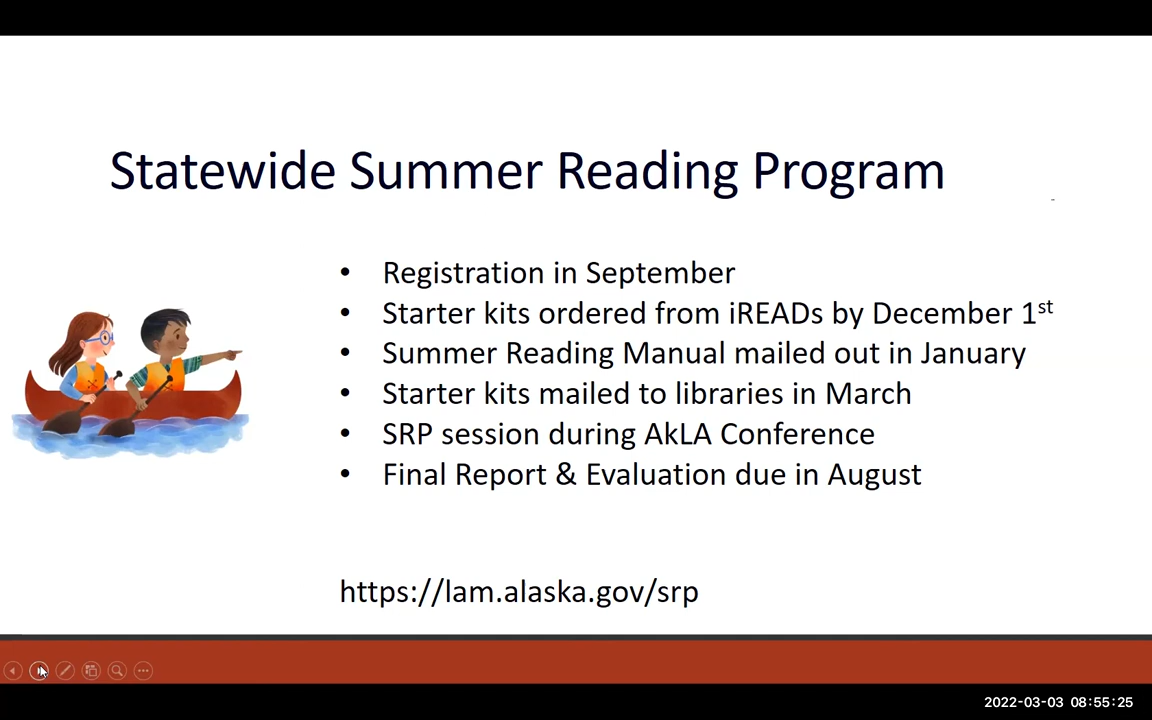 Statewide Summer Reading Program
• Registration in September
• Starter kits ordered from iREADs by December 1st
• Summer Reading Manual mailed out in January
• Starter kits mailed to libraries in March
• SRP session during AkLA Conference
• Final Report & Evaluation due in August
https://lam.alaska.gov/srp
2022-03-03 08:55:25